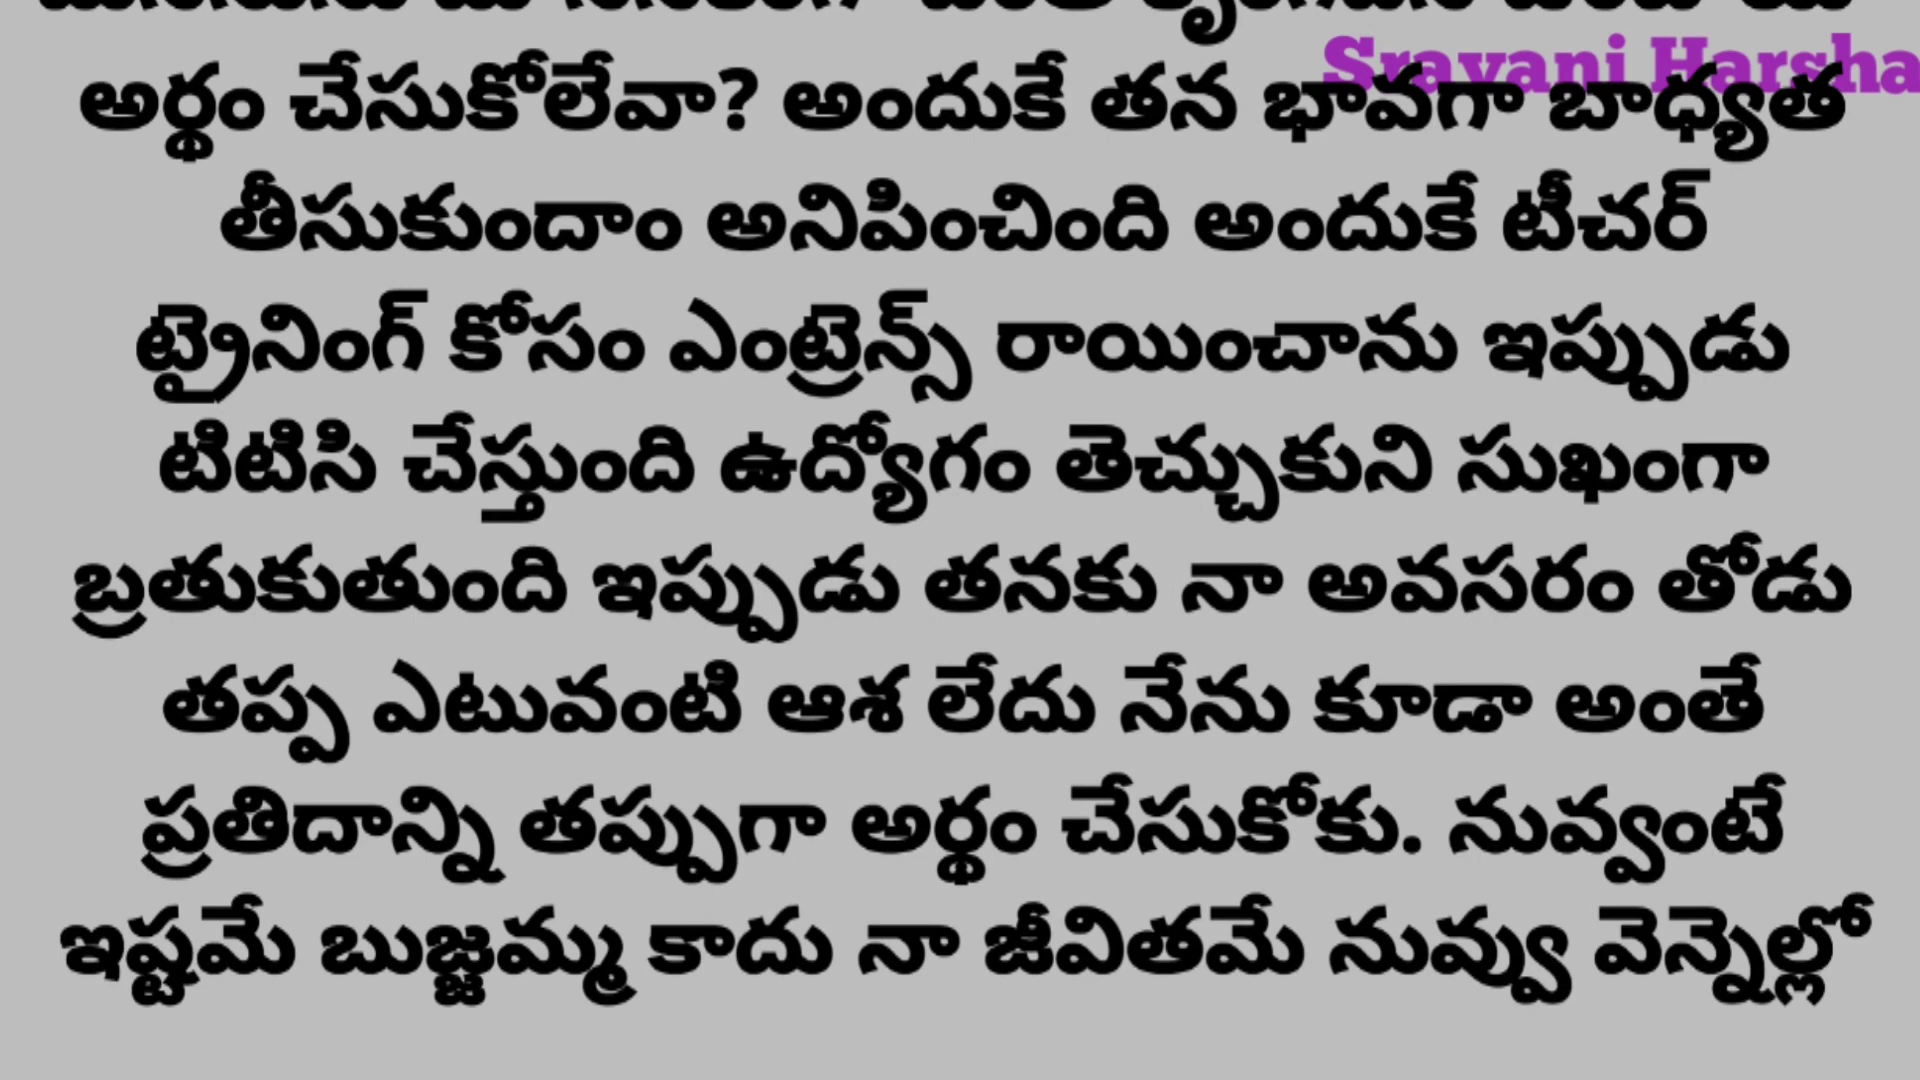 Sravani Harsha
అర్థం చేసుకోలేవా? అందుకే తన భావగా బాధ్యత
తీసుకుందాం అనిపించింది అందుకే టీచర్
ట్రైనింగ్ కోసం ఎంట్రెన్స్ రాయించాను ఇప్పుడు
టిటిసి చేస్తుంది ఉద్యోగం తెచ్చుకుని సుఖంగా
బ్రతుకుతుంది ఇప్పుడు తనకు నా అవసరం తోడు
తప్ప ఎటువంటి ఆశ లేదు నేను కూడా అంతే
ప్రతిదాన్ని తప్పుగా అర్థం చేసుకోకు. నువ్వంటే
ఇష్టమే బుజ్జమ్మ కాదు నా జీవితమే నువ్వు వెన్నెల్లో